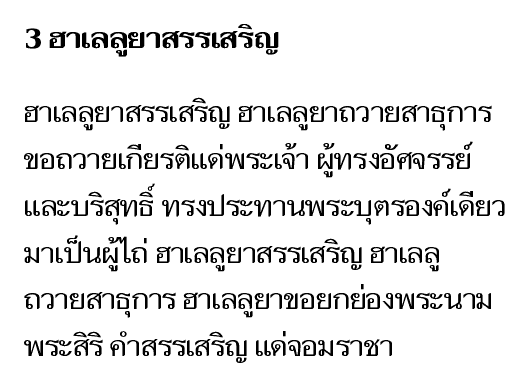 3 ฮาเลลูยาสรรเสริญ
ฮาเลลูยาสรรเสริญ ฮาเลลูยาถวายสาธุการ
ขอถวายเกียรติแด่พระเจ้า ผู้ทรงอัศจรรย์
และบริสุทธิ์ ทรงประทานพระบุตรองค์เดียว
มาเป็นผู้ไถ่ ฮาเลลูยาสรรเสริญ ฮาเลลู
ถวายสาธุการ ฮาเลลูยาขอยกย่องพระนาม
พระสิริ คำสรรเสริญ แด่จอมราชา